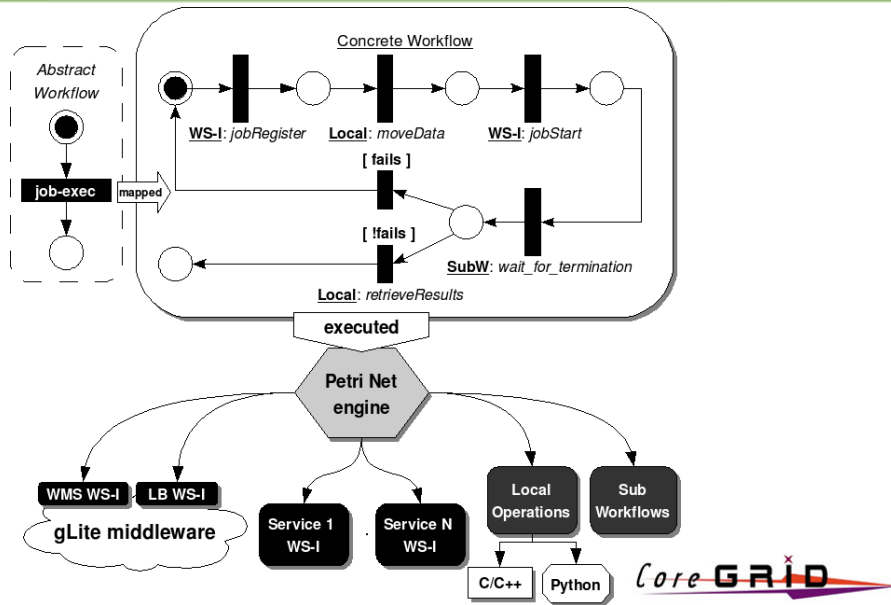 Concrete Workflow
Abstract
Workflow
WS-I: jobRegister
Local: moveData
WS-I: jobStart
[ fails ]
job-exec
mapped
[ !fails ]
SubW: wait_for_termination
Local: retrieveResults
executed
Petri Net
engine
WMS WS-I
LB WS-I
gLite middleware
Service 1
WS-I
.
Service N
WS-I
Local
Operations
Sub
Workflows
C/C++
Python
CoreGRID